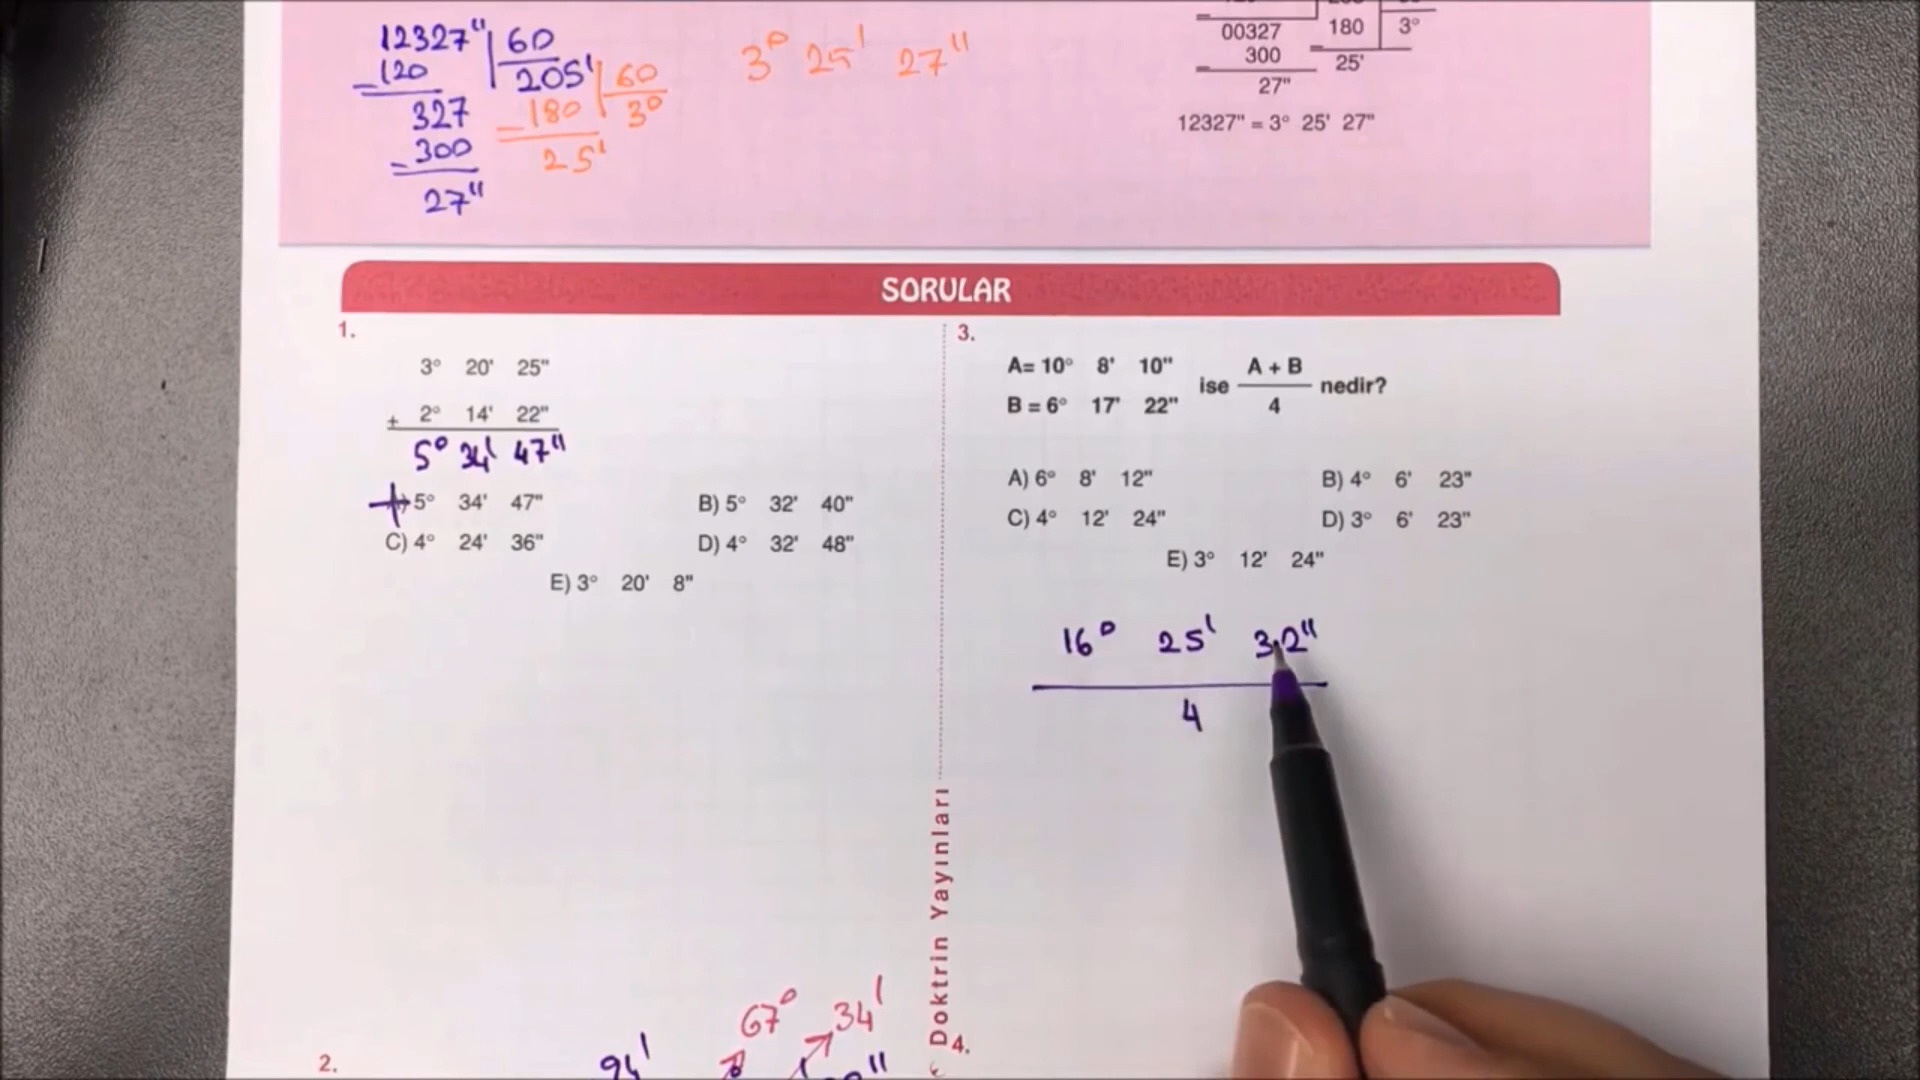 12327" 60
120 205' 60
327 180 3°
300 25'
27"
3° 25' 27"
00327 180 3°
300 25'
27"
12327" = 3° 25' 27"
SORULAR
1.
3° 20' 25"
+ 2° 14' 22"
5° 34' 47"
5° 34' 47"
B) 5° 32' 40"
C) 4° 24' 36"
D) 4° 32' 48"
E) 3° 20' 8"
3.
A= 10° 8' 10"
B = 6° 17' 22"
ise A + B / 4 nedir?
A) 6° 8' 12"
B) 4° 6' 23"
C) 4° 12' 24"
D) 3° 6' 23"
E) 3° 12' 24"
16° 25' 32"
4
Doktrin Yayınları
67° 34'
2.
94'
4.